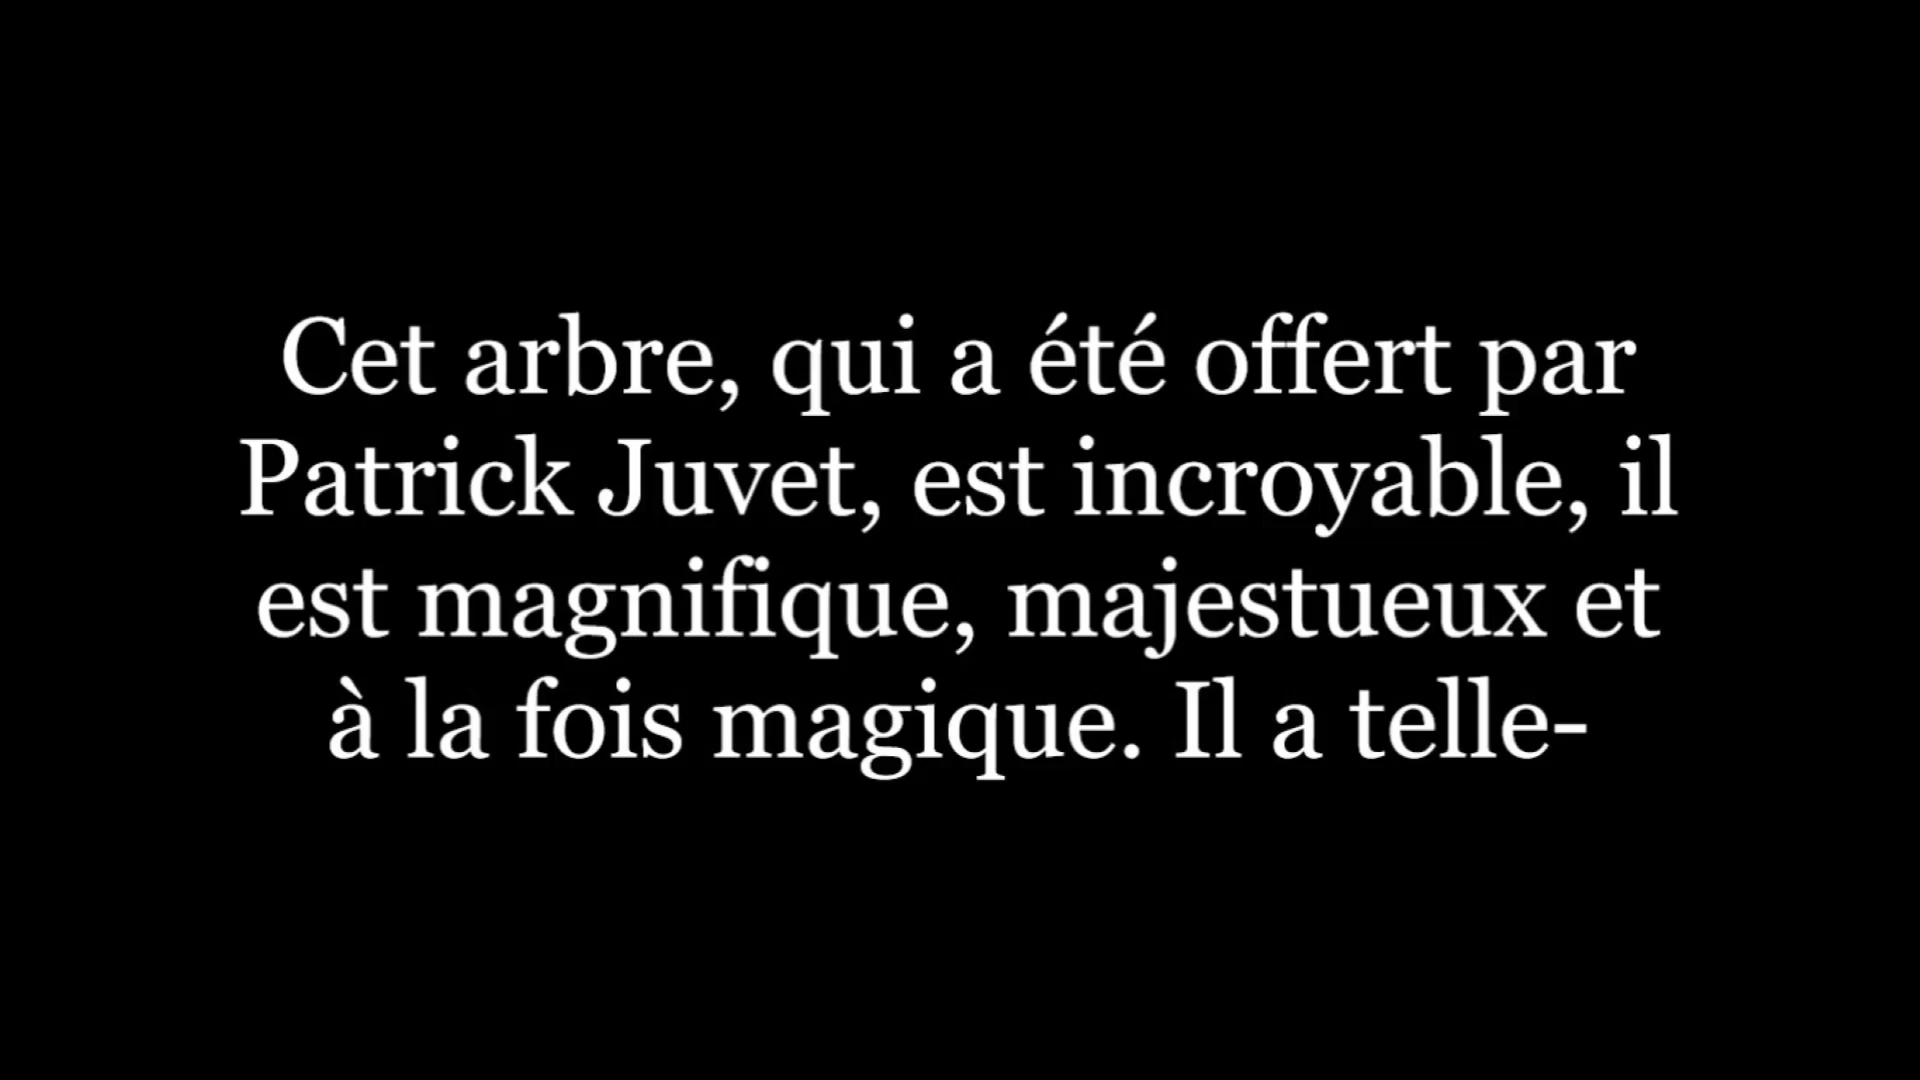 Cet arbre, qui a été offert par
Patrick Juvet, est incroyable, il
est magnifique, majestueux et
à la fois magique. Il a telle-